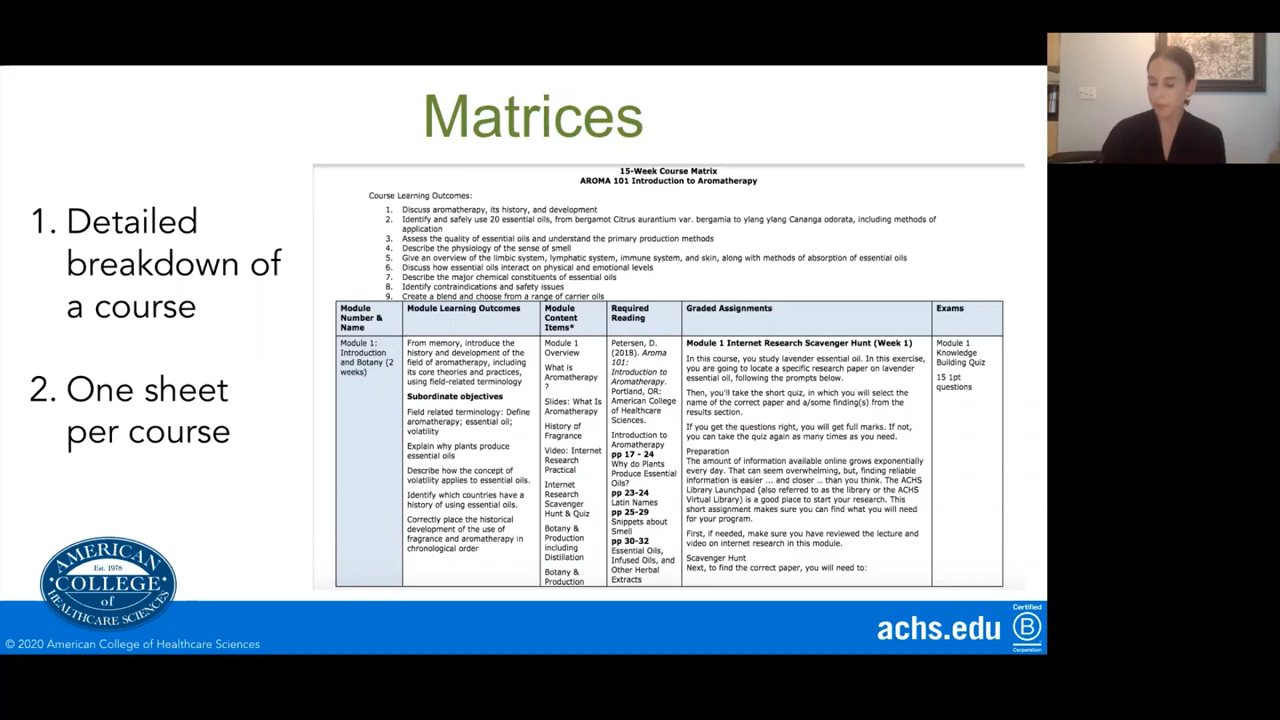 Matrices
1. Detailed
breakdown of
a course
2. One sheet
per course
15-Week Course Matrix
AROMA 101 Introduction to Aromatherapy
Course Learning Outcomes:
1. Discuss aromatherapy, its history, and development
2. Identify and safely use 20 essential oils, from bergamot Citrus aurantium var. bergamia to ylang ylang Cananga odorata, including methods of
application
3. Assess the quality of essential oils and understand the primary production methods
4. Describe the physiology of the sense of smell
5. Give an overview of the limbic system, lymphatic system, immune system, and skin, along with methods of absorption of essential oils
6. Discuss how essential oils interact on physical and emotional levels
7. Describe the major chemical constituents of essential oils
8. Identify contraindications and safety issues
9. Create a blend and choose from a range of carrier oils
Module
Number &
Name
Module Learning Outcomes
Module
Content
Items*
Required
Reading
Graded Assignments
Exams
Module 1:
Introduction
and Botany (2
weeks)
From memory, introduce the
history and development of the
field of aromatherapy, including
its core theories and practices,
using field-related terminology
Subordinate objectives
Field related terminology: Define
aromatherapy; essential oil;
volatility
Explain why plants produce
essential oils
Describe how the concept of
volatility applies to essential oils.
Identify which countries have a
history of using essential oils.
Correctly place the historical
development of the use of
fragrance and aromatherapy in
chronological order
Module 1
Overview
What is
Aromatherapy
?
Slides: What Is
Aromatherapy
History of
Fragrance
Video: Internet
Research
Practical
Internet
Research
Scavenger
Hunt & Quiz
Botany &
Production
including
Distillation
Botany &
Production
Petersen, D.
(2018). Aroma
101:
Introduction to
Aromatherapy.
Portland, OR:
American College
of Healthcare
Sciences.
Introduction to
Aromatherapy
pp 17 - 24
Why do Plants
Produce Essential
Oils?
pp 23-24
Latin Names
pp 25-29
Snippets about
Smell
pp 30-32
Essential Oils,
Infused Oils, and
Other Herbal
Extracts
Module 1 Internet Research Scavenger Hunt (Week 1)
In this course, you study lavender essential oil. In this exercise,
you are going to locate a specific research paper on lavender
essential oil, following the prompts below.
Then, you'll take the short quiz, in which you will select the
name of the correct paper and a/some finding(s) from the
results section.
If you get the questions right, you will get full marks. If not,
you can take the quiz again as many times as you need.
Preparation
The amount of information available online grows exponentially
every day. That can seem overwhelming, but, finding reliable
information is easier ... and closer ... than you think. The ACHS
Library Launchpad (also referred to as the library or the ACHS
Virtual Library) is a good place to start your research. This
short assignment makes sure you can find what you will need
for your program.
First, if needed, make sure you have reviewed the lecture and
video on internet research in this module.
Scavenger Hunt
Next, to find the correct paper, you will need to:
Module 1
Knowledge
Building Quiz
15 1pt
questions
AMERICAN
Est. 1978
COLLEGE
of
HEALTHCARE SCIENCES
© 2020 American College of Healthcare Sciences
achs.edu
Certified
B
Corporation